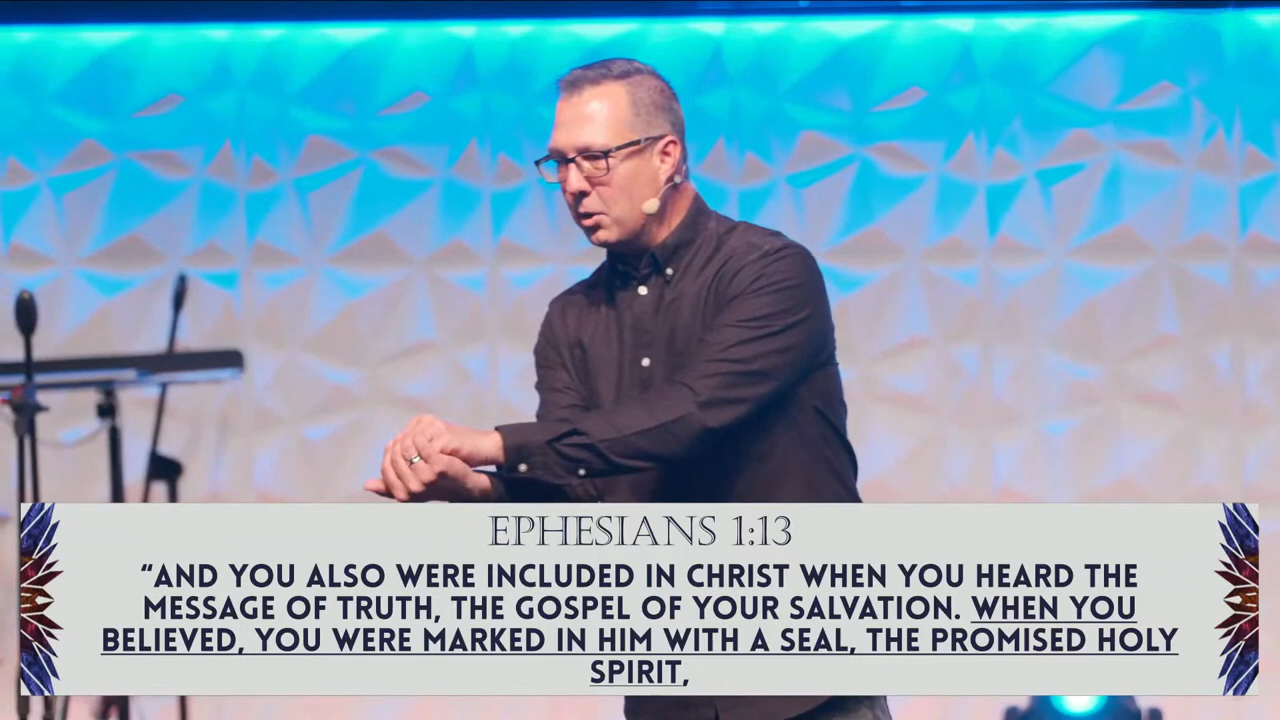 EPHESIANS 1:13
“AND YOU ALSO WERE INCLUDED IN CHRIST WHEN YOU HEARD THE
MESSAGE OF TRUTH, THE GOSPEL OF YOUR SALVATION. WHEN YOU
BELIEVED, YOU WERE MARKED IN HIM WITH A SEAL, THE PROMISED HOLY
SPIRIT,